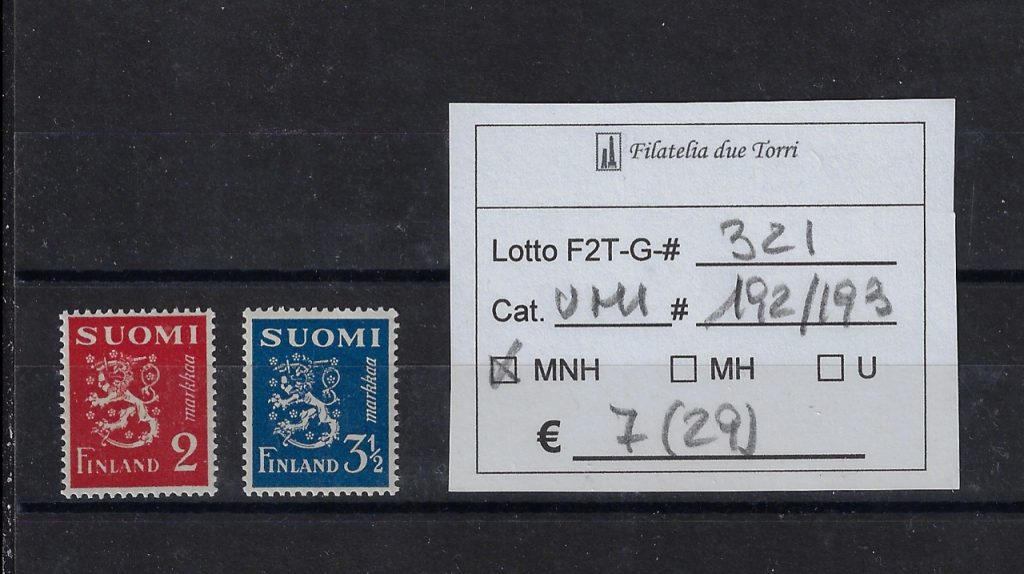 SUOMI
markkaa
FINLAND 2
SUOMI
markkaa
FINLAND 3½
Filatelia due Torri
Lotto F2T-G-# 321
Cat. UNI # 192/193
☒ MNH ☐ MH ☐ U
€ 7 (29)